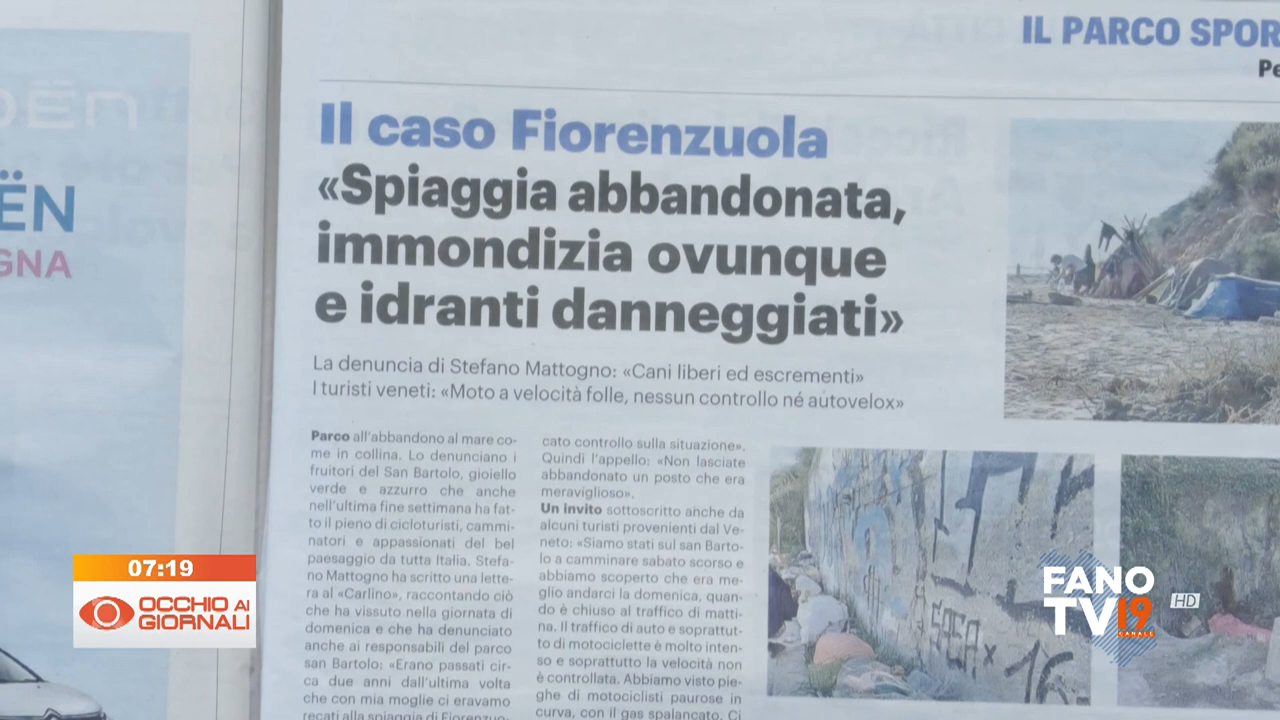 IL PARCO SPOR
Pe
ËN
GNA
Il caso Fiorenzuola
«Spiaggia abbandonata,
immondizia ovunque
e idranti danneggiati»
La denuncia di Stefano Mattogno: «Cani liberi ed escrementi»
I turisti veneti: «Moto a velocità folle, nessun controllo né autovelox»
Parco all'abbandono al mare co-
me in collina. Lo denunciano i
fruitori del San Bartolo, gioiello
verde e azzurro che anche
nell'ultima fine settimana ha fat-
to il pieno di cicloturisti, cammi-
natori e appassionati del bel
paesaggio da tutta Italia. Stefa-
no Mattogno ha scritto una lette-
ra al «Carlino», raccontando ciò
che ha vissuto nella giornata di
domenica e che ha denunciato
anche ai responsabili del parco
san Bartolo: «Erano passati cir-
ca due anni dall'ultima volta
che con mia moglie ci eravamo
recati alla spiaggia di Fiorenzuo-
cato controllo sulla situazione».
Quindi l'appello: «Non lasciate
abbandonato un posto che era
meraviglioso».
Un invito sottoscritto anche da
alcuni turisti provenienti dal Ve-
neto: «Siamo stati sul san Barto-
lo a camminare sabato scorso e
abbiamo scoperto che era me-
glio andarci la domenica, quan-
do è chiuso al traffico di matti-
na. Il traffico di auto e soprattut-
to di motociclette è molto inten-
so e soprattutto la velocità non
è controllata. Abbiamo visto pie-
ghe di motociclisti paurose in
curva, con il gas spalancato. Ci
07:19
OCCHIO AI
GIORNALI
FANO
TV19
CANALE
HD